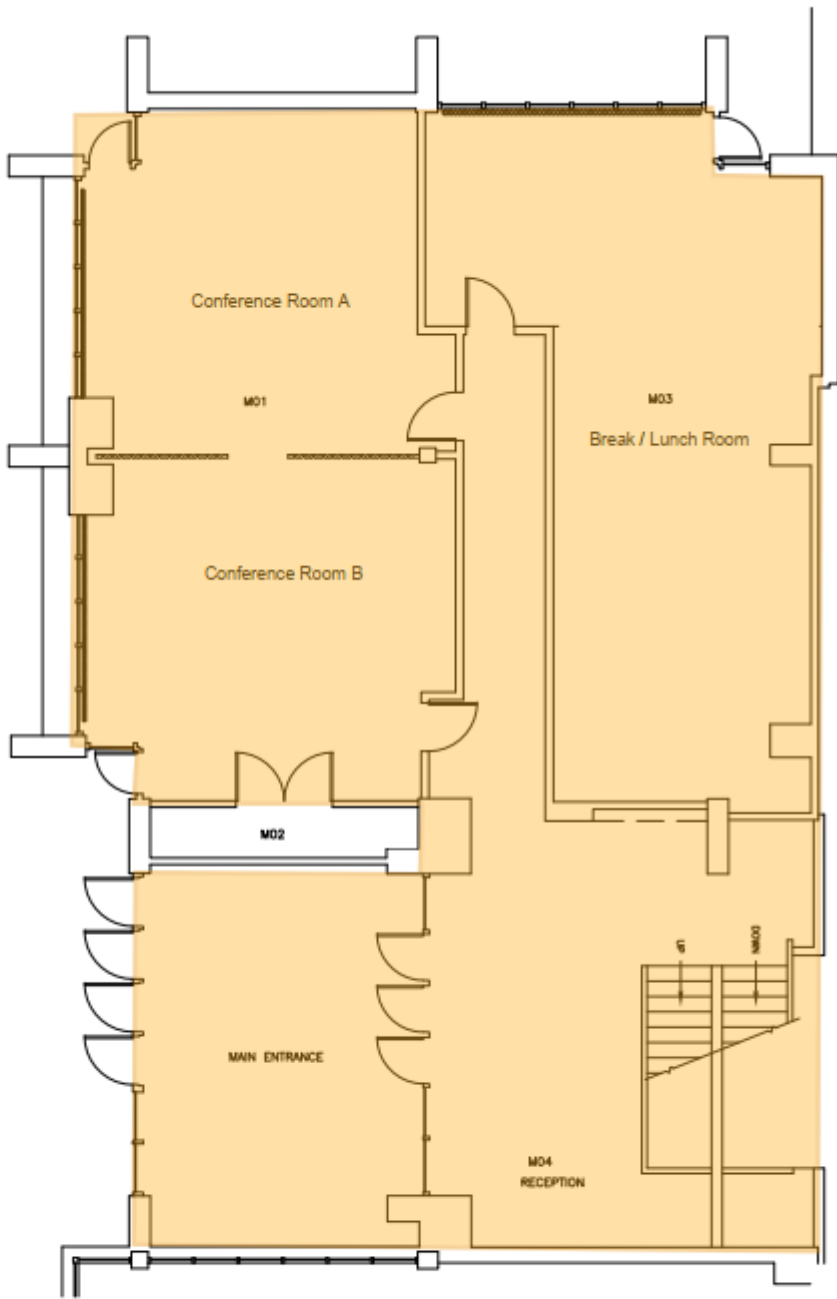 Conference Room A
M01
M03
Break / Lunch Room
Conference Room B
M02
UP
DOWN
MAIN ENTRANCE
M04
RECEPTION